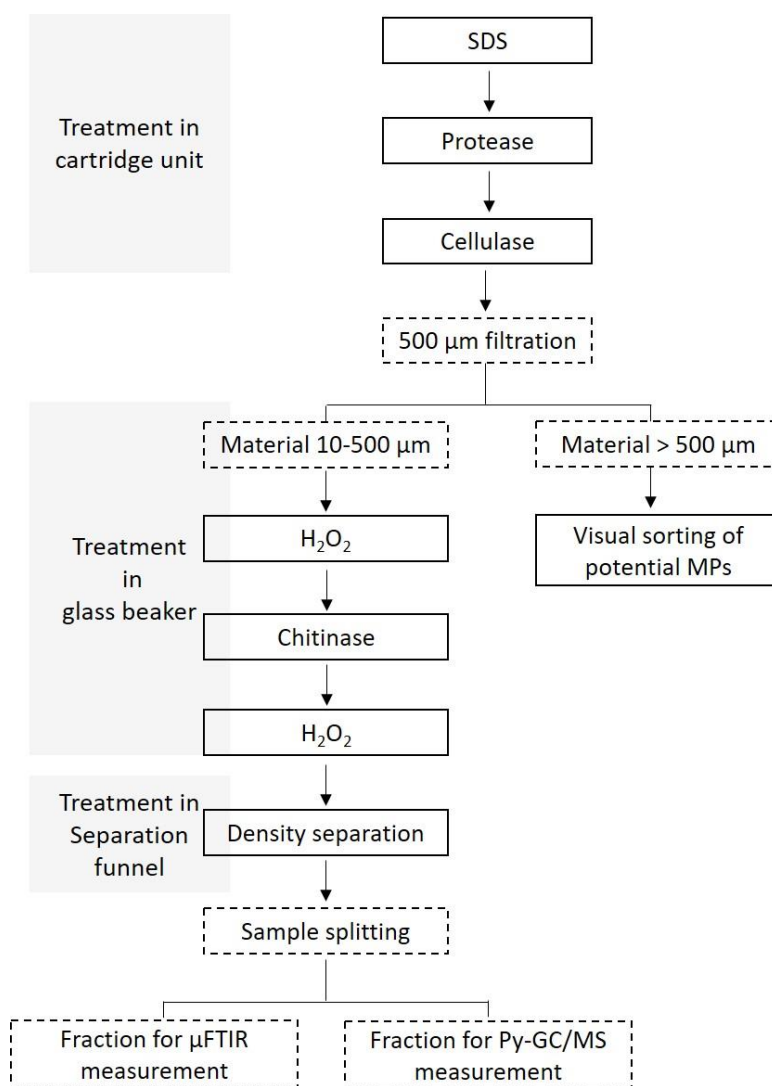 Treatment in
cartridge unit
SDS
Protease
Cellulase
500 µm filtration
Material 10-500 µm
Material > 500 µm
Treatment
in
glass beaker
H₂O₂
Visual sorting of
potential MPs
Chitinase
H₂O₂
Treatment in
Separation
funnel
Density separation
Sample splitting
Fraction for µFTIR
measurement
Fraction for Py-GC/MS
measurement